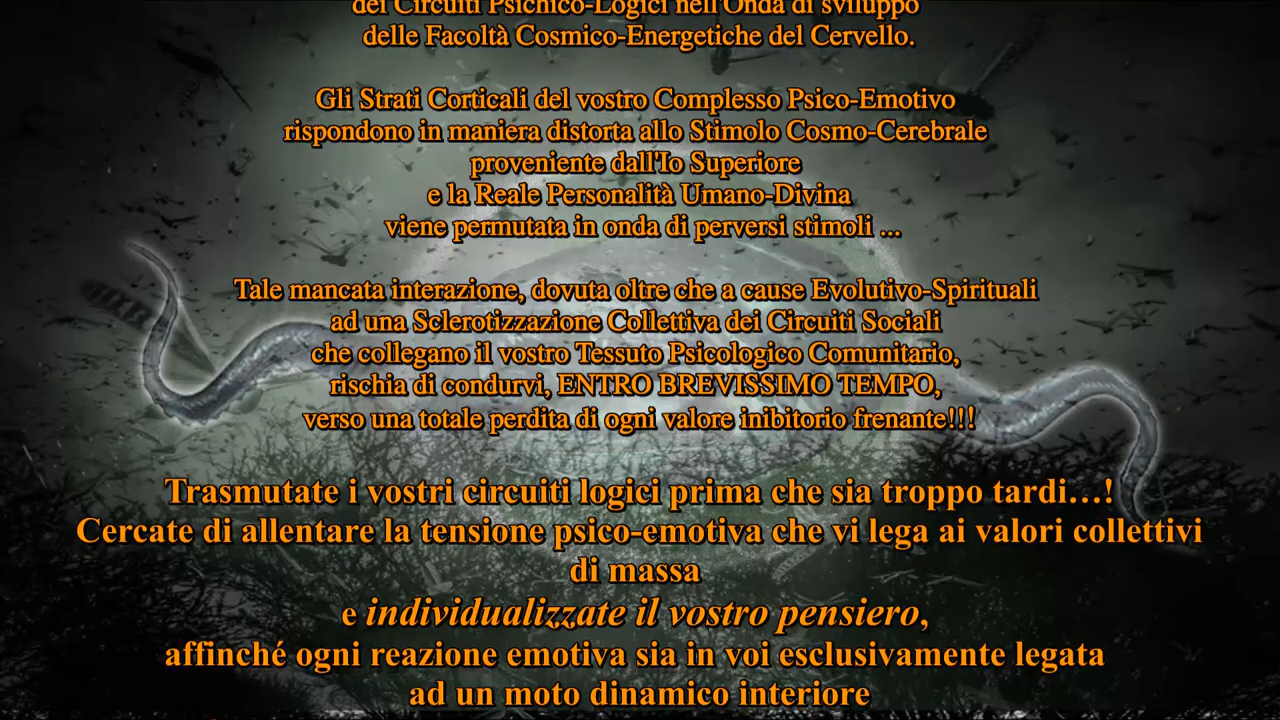 dei Circuiti Psichico-Logici nell'Onda di sviluppo
delle Facoltà Cosmico-Energetiche del Cervello.
Gli Strati Corticali del vostro Complesso Psico-Emotivo
rispondono in maniera distorta allo Stimolo Cosmo-Cerebrale
proveniente dall'Io Superiore
e la Reale Personalità Umano-Divina
viene permutata in onda di perversi stimoli ...
Tale mancata interazione, dovuta oltre che a cause Evolutivo-Spirituali
ad una Sclerotizzazione Collettiva dei Circuiti Sociali
che collegano il vostro Tessuto Psicologico Comunitario,
rischia di condurvi, ENTRO BREVISSIMO TEMPO,
verso una totale perdita di ogni valore inibitorio frenante!!!
Trasmutate i vostri circuiti logici prima che sia troppo tardi…!
Cercate di allentare la tensione psico-emotiva che vi lega ai valori collettivi
di massa
e individualizzate il vostro pensiero,
affinché ogni reazione emotiva sia in voi esclusivamente legata
ad un moto dinamico interiore